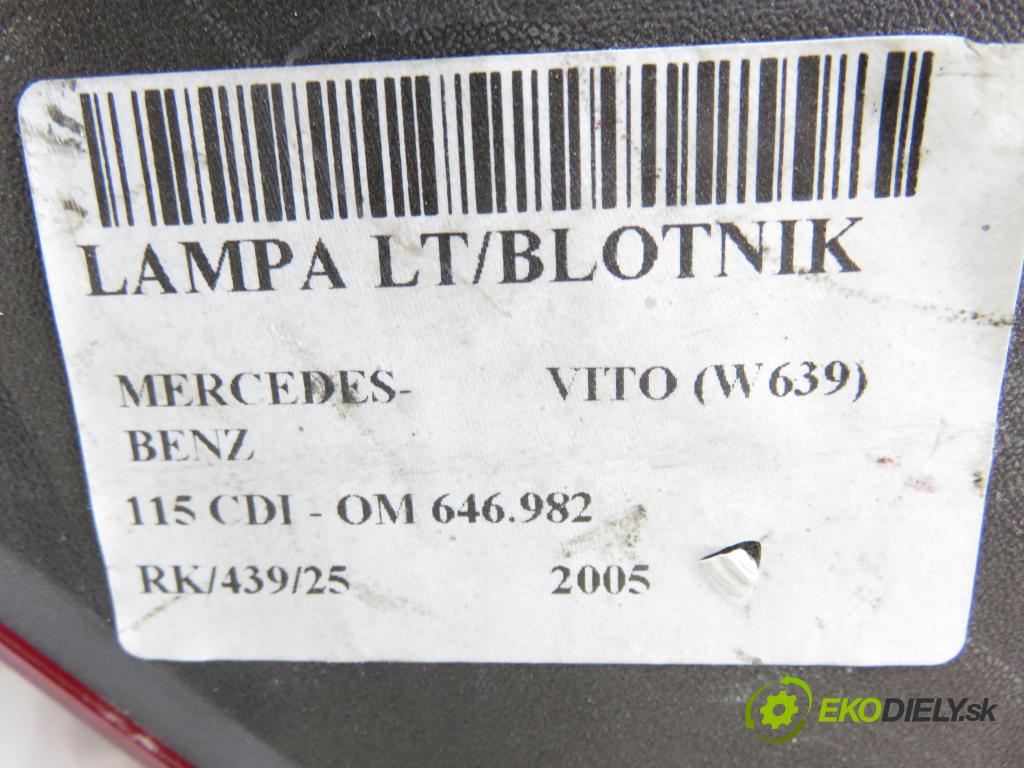 LAMPA LT/BLOTNIK
MERCEDES- VITO (W639)
BENZ
115 CDI - OM 646.982
RK/439/25 2005
EKODIELY.sk